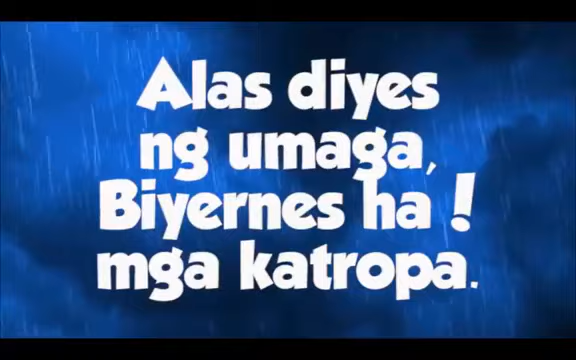 Alas diyes
ng umaga,
Biyernes ha!
mga katropa.